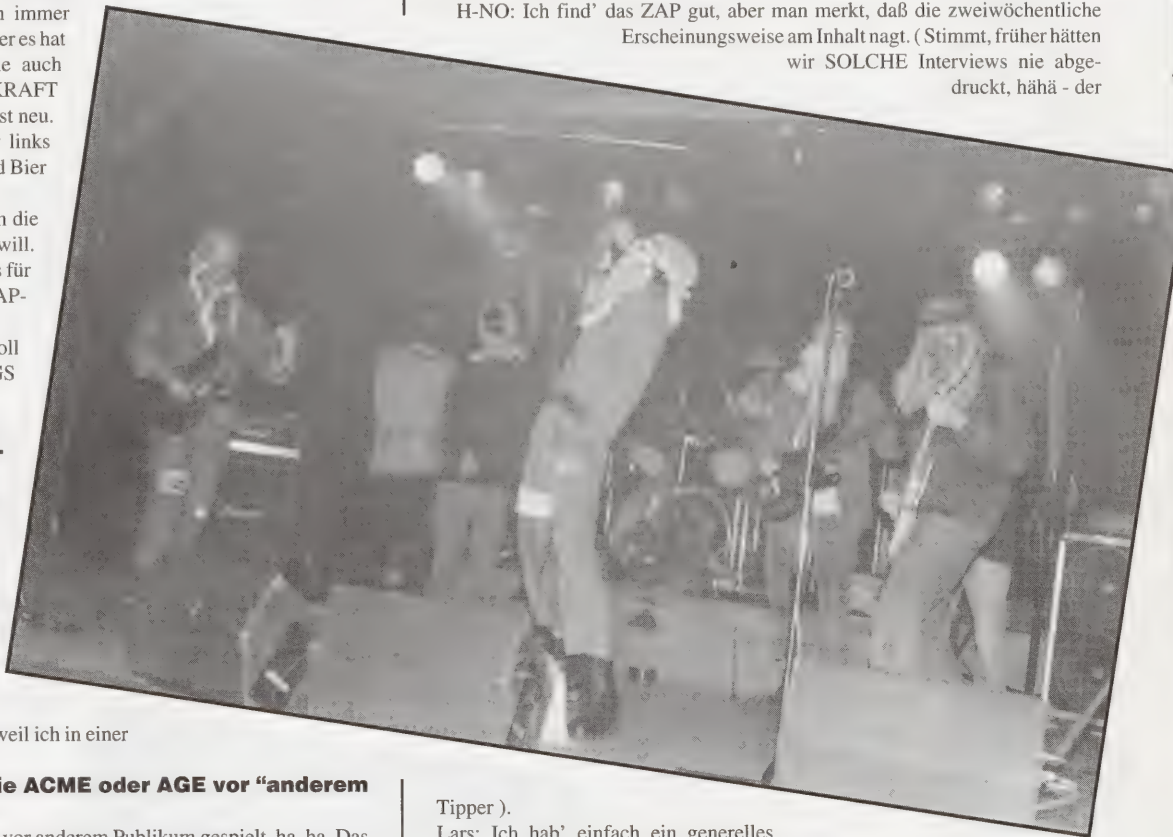 n immer
er es hat
e auch
KRAFT
st neu.
links
d Bier
n die
will.
s für
AP-
oll
GS
weil ich in einer
ie ACME oder AGE vor “anderem
vor anderem Publikum gespielt, ha, ha. Das
H-NO: Ich find' das ZAP gut, aber man merkt, daß die zweiwöchentliche
Erscheinungsweise am Inhalt nagt. ( Stimmt, früher hätten
wir SOLCHE Interviews nie abge-
druckt, hähä - der
Tipper ).
Lars: Ich hab' einfach ein generelles